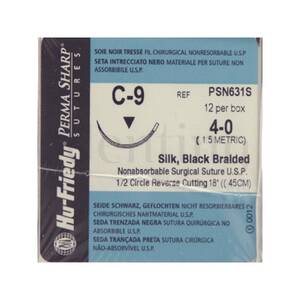 SOIE NOIR TRESSÉ FIL CHIRURGICAL NONRESORBABLE U.S.P.
SETA INTRECCIATO NERO MATERIALE PER SUTURE NON
ASSORBENTE U.S.P.
Hu-Friedy PERMA SHARP
SUTURES
C-9
REF PSN631S
12 per box
4-0
(1.5 METRIC)
Silk, Black Braided
Nonabsorbable Surgical Suture U.S.P.
1/2 Circle Reverse Cutting 18" (45CM)
SEIDE SCHWARZ, GEFLOCHTEN NICHT RESORBIERBARES
CHIRURGISCHES NAHTMATERIAL U.S.P.
SEDA TRENZADA NEGRA SUTURA QUIRÚRGICA NO
ABSORBIBLE U.S.P.
SEDA TRANÇADA PRETA SUTURA CIRÚRGICA
NÃO-ABSORVÍVEL U.S.P.
0012